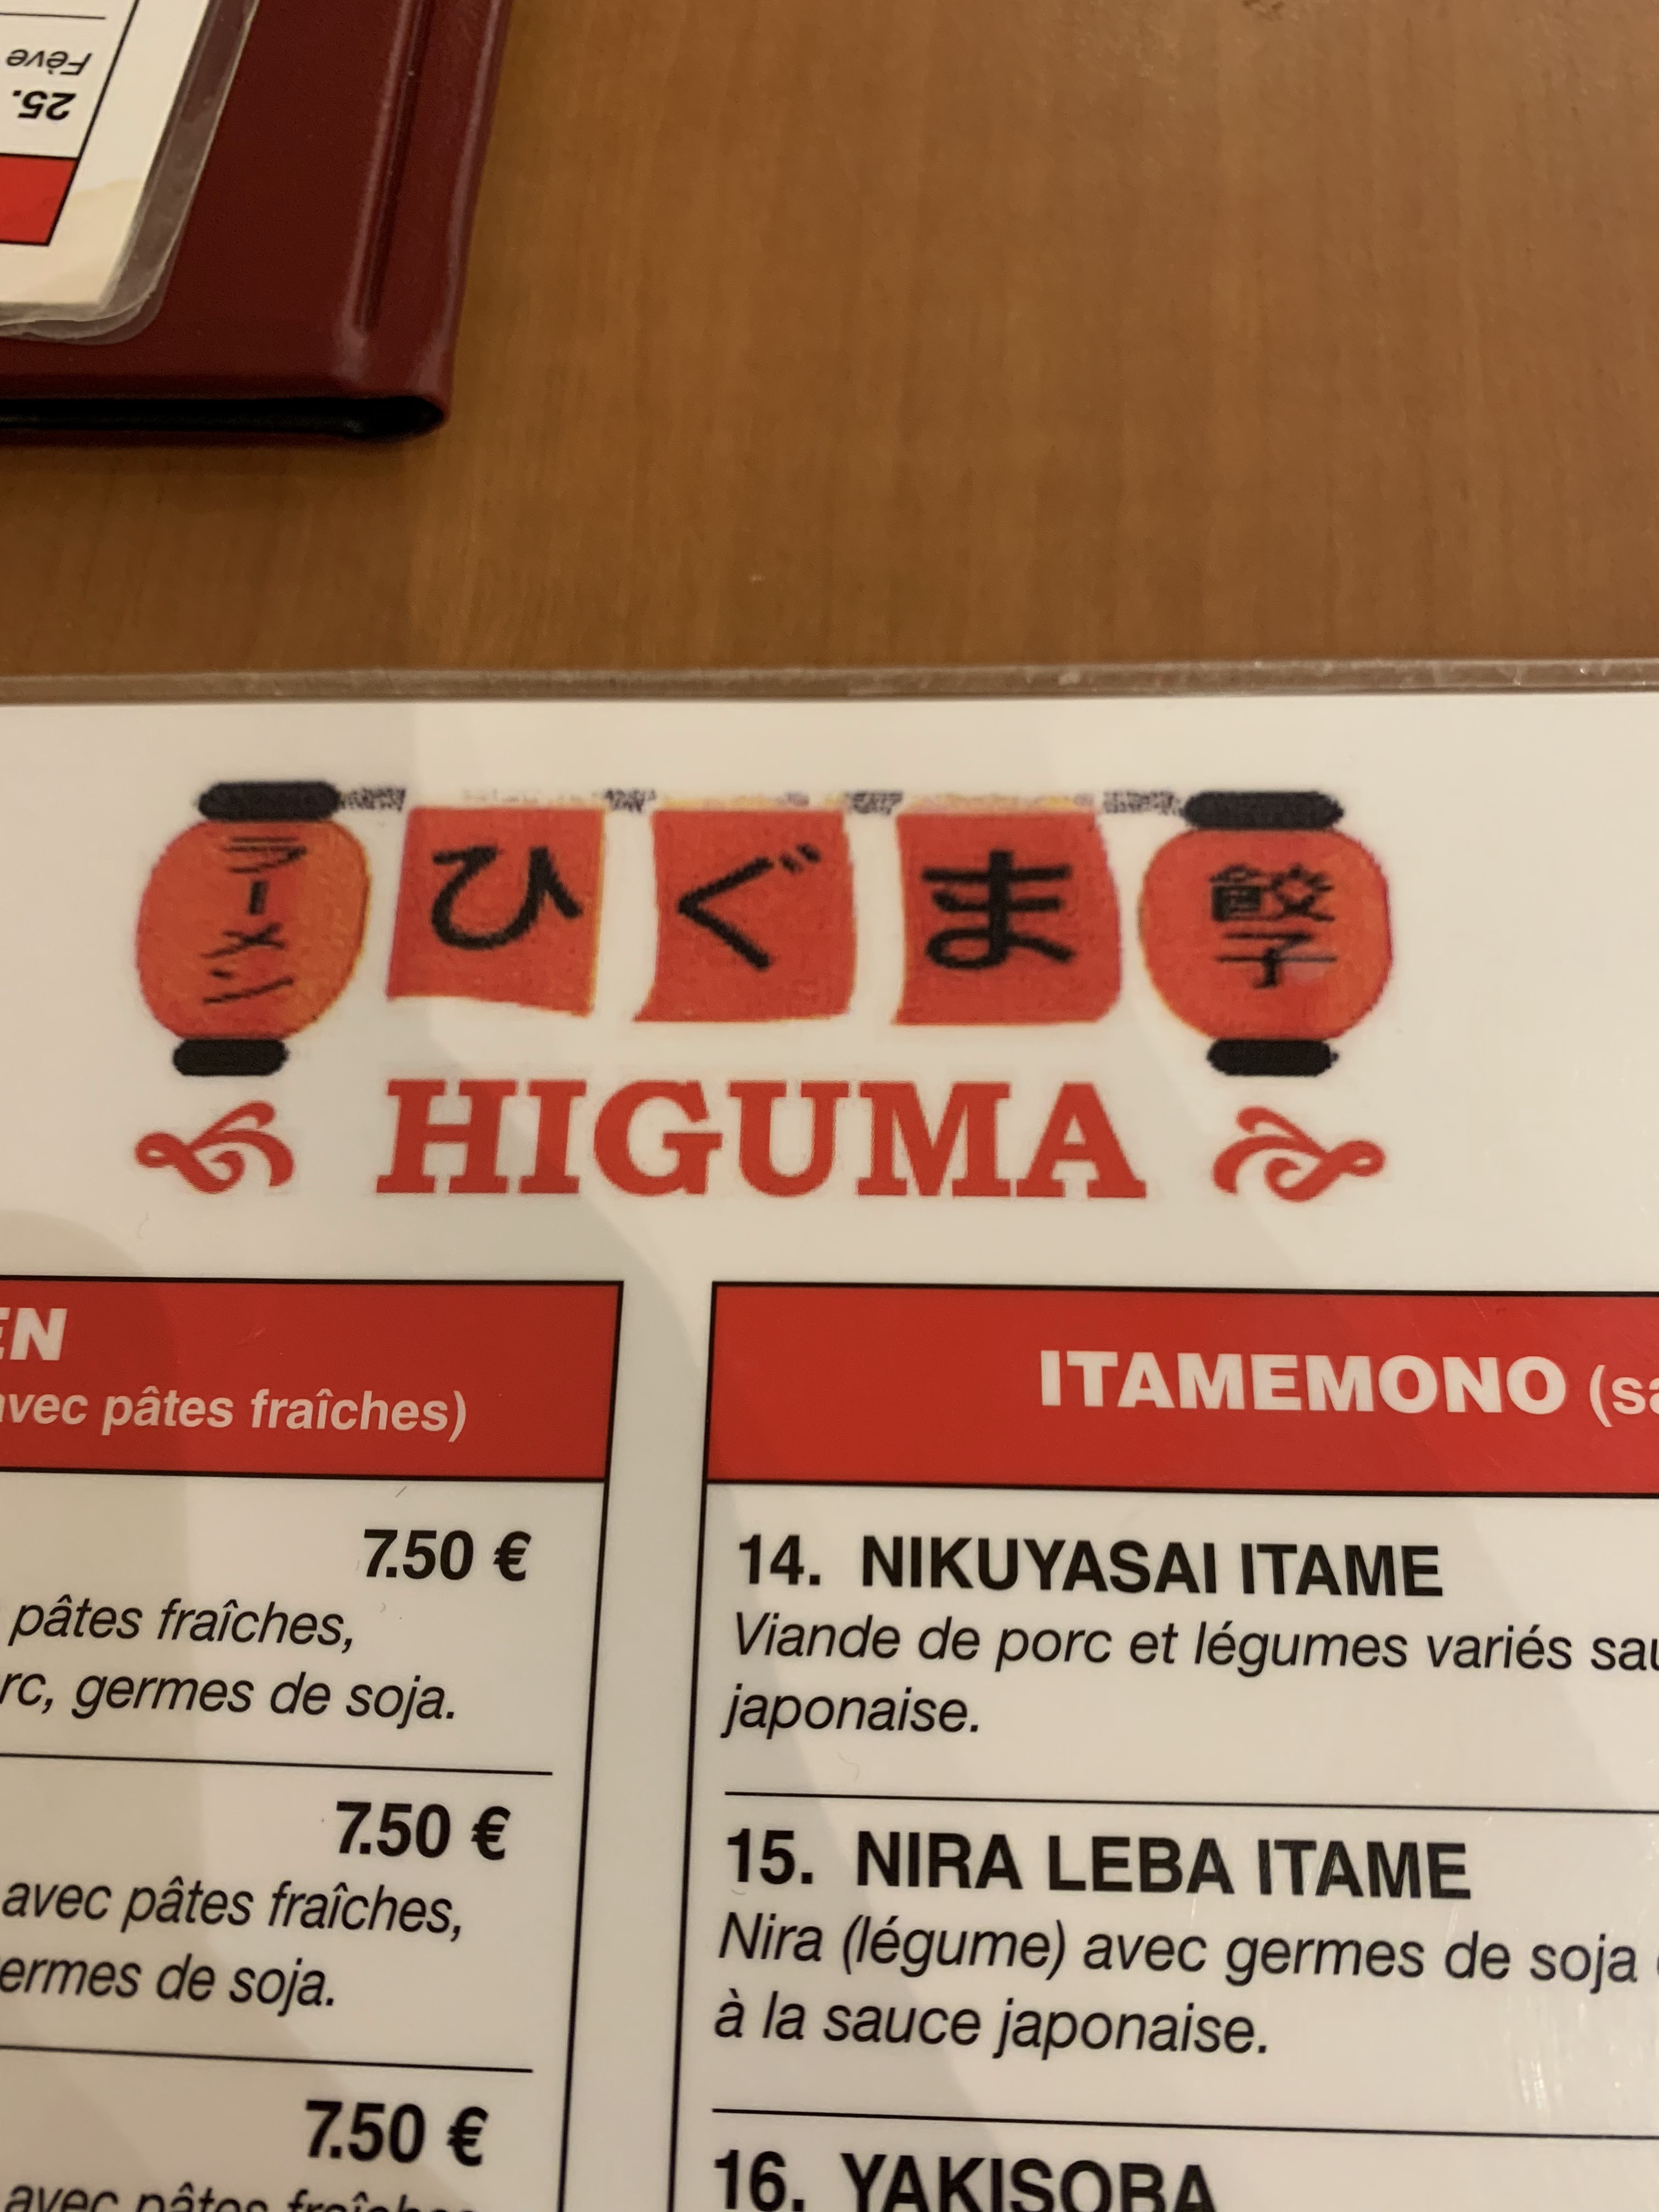 25.
Fève
ラーメン
ひぐま
餃子
HIGUMA
EN
avec pâtes fraîches)
7.50 €
pâtes fraîches,
rc, germes de soja.
7.50 €
avec pâtes fraîches,
ermes de soja.
7.50 €
avec pâtes fraîches
ITAMEMONO (sa
14. NIKUYASAI ITAME
Viande de porc et légumes variés sau
japonaise.
15. NIRA LEBA ITAME
Nira (légume) avec germes de soja
à la sauce japonaise.
16. YAKISOBA